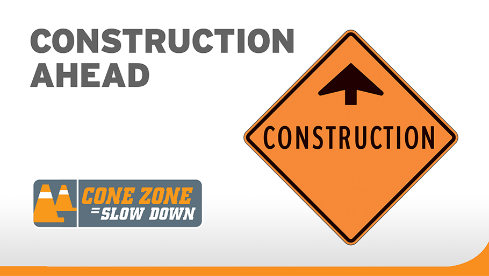 CONSTRUCTION
AHEAD
CONSTRUCTION
CONE ZONE
= SLOW DOWN